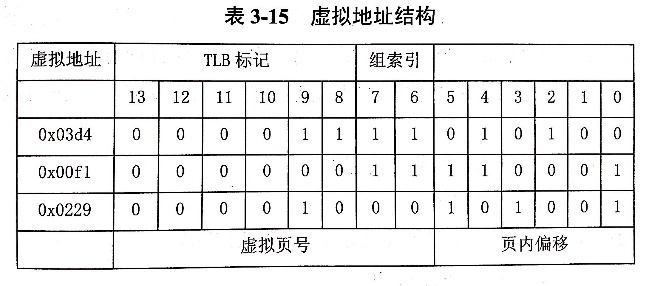 表 3-15 虚拟地址结构
虚拟地址 TLB 标记 组索引
13 12 11 10 9 8 7 6 5 4 3 2 1 0
0x03d4 0 0 0 0 1 1 1 1 0 1 0 1 0 0
0x00f1 0 0 0 0 0 0 1 1 1 1 0 0 0 1
0x0229 0 0 0 0 1 0 0 0 1 0 1 0 0 1
虚拟页号 页内偏移